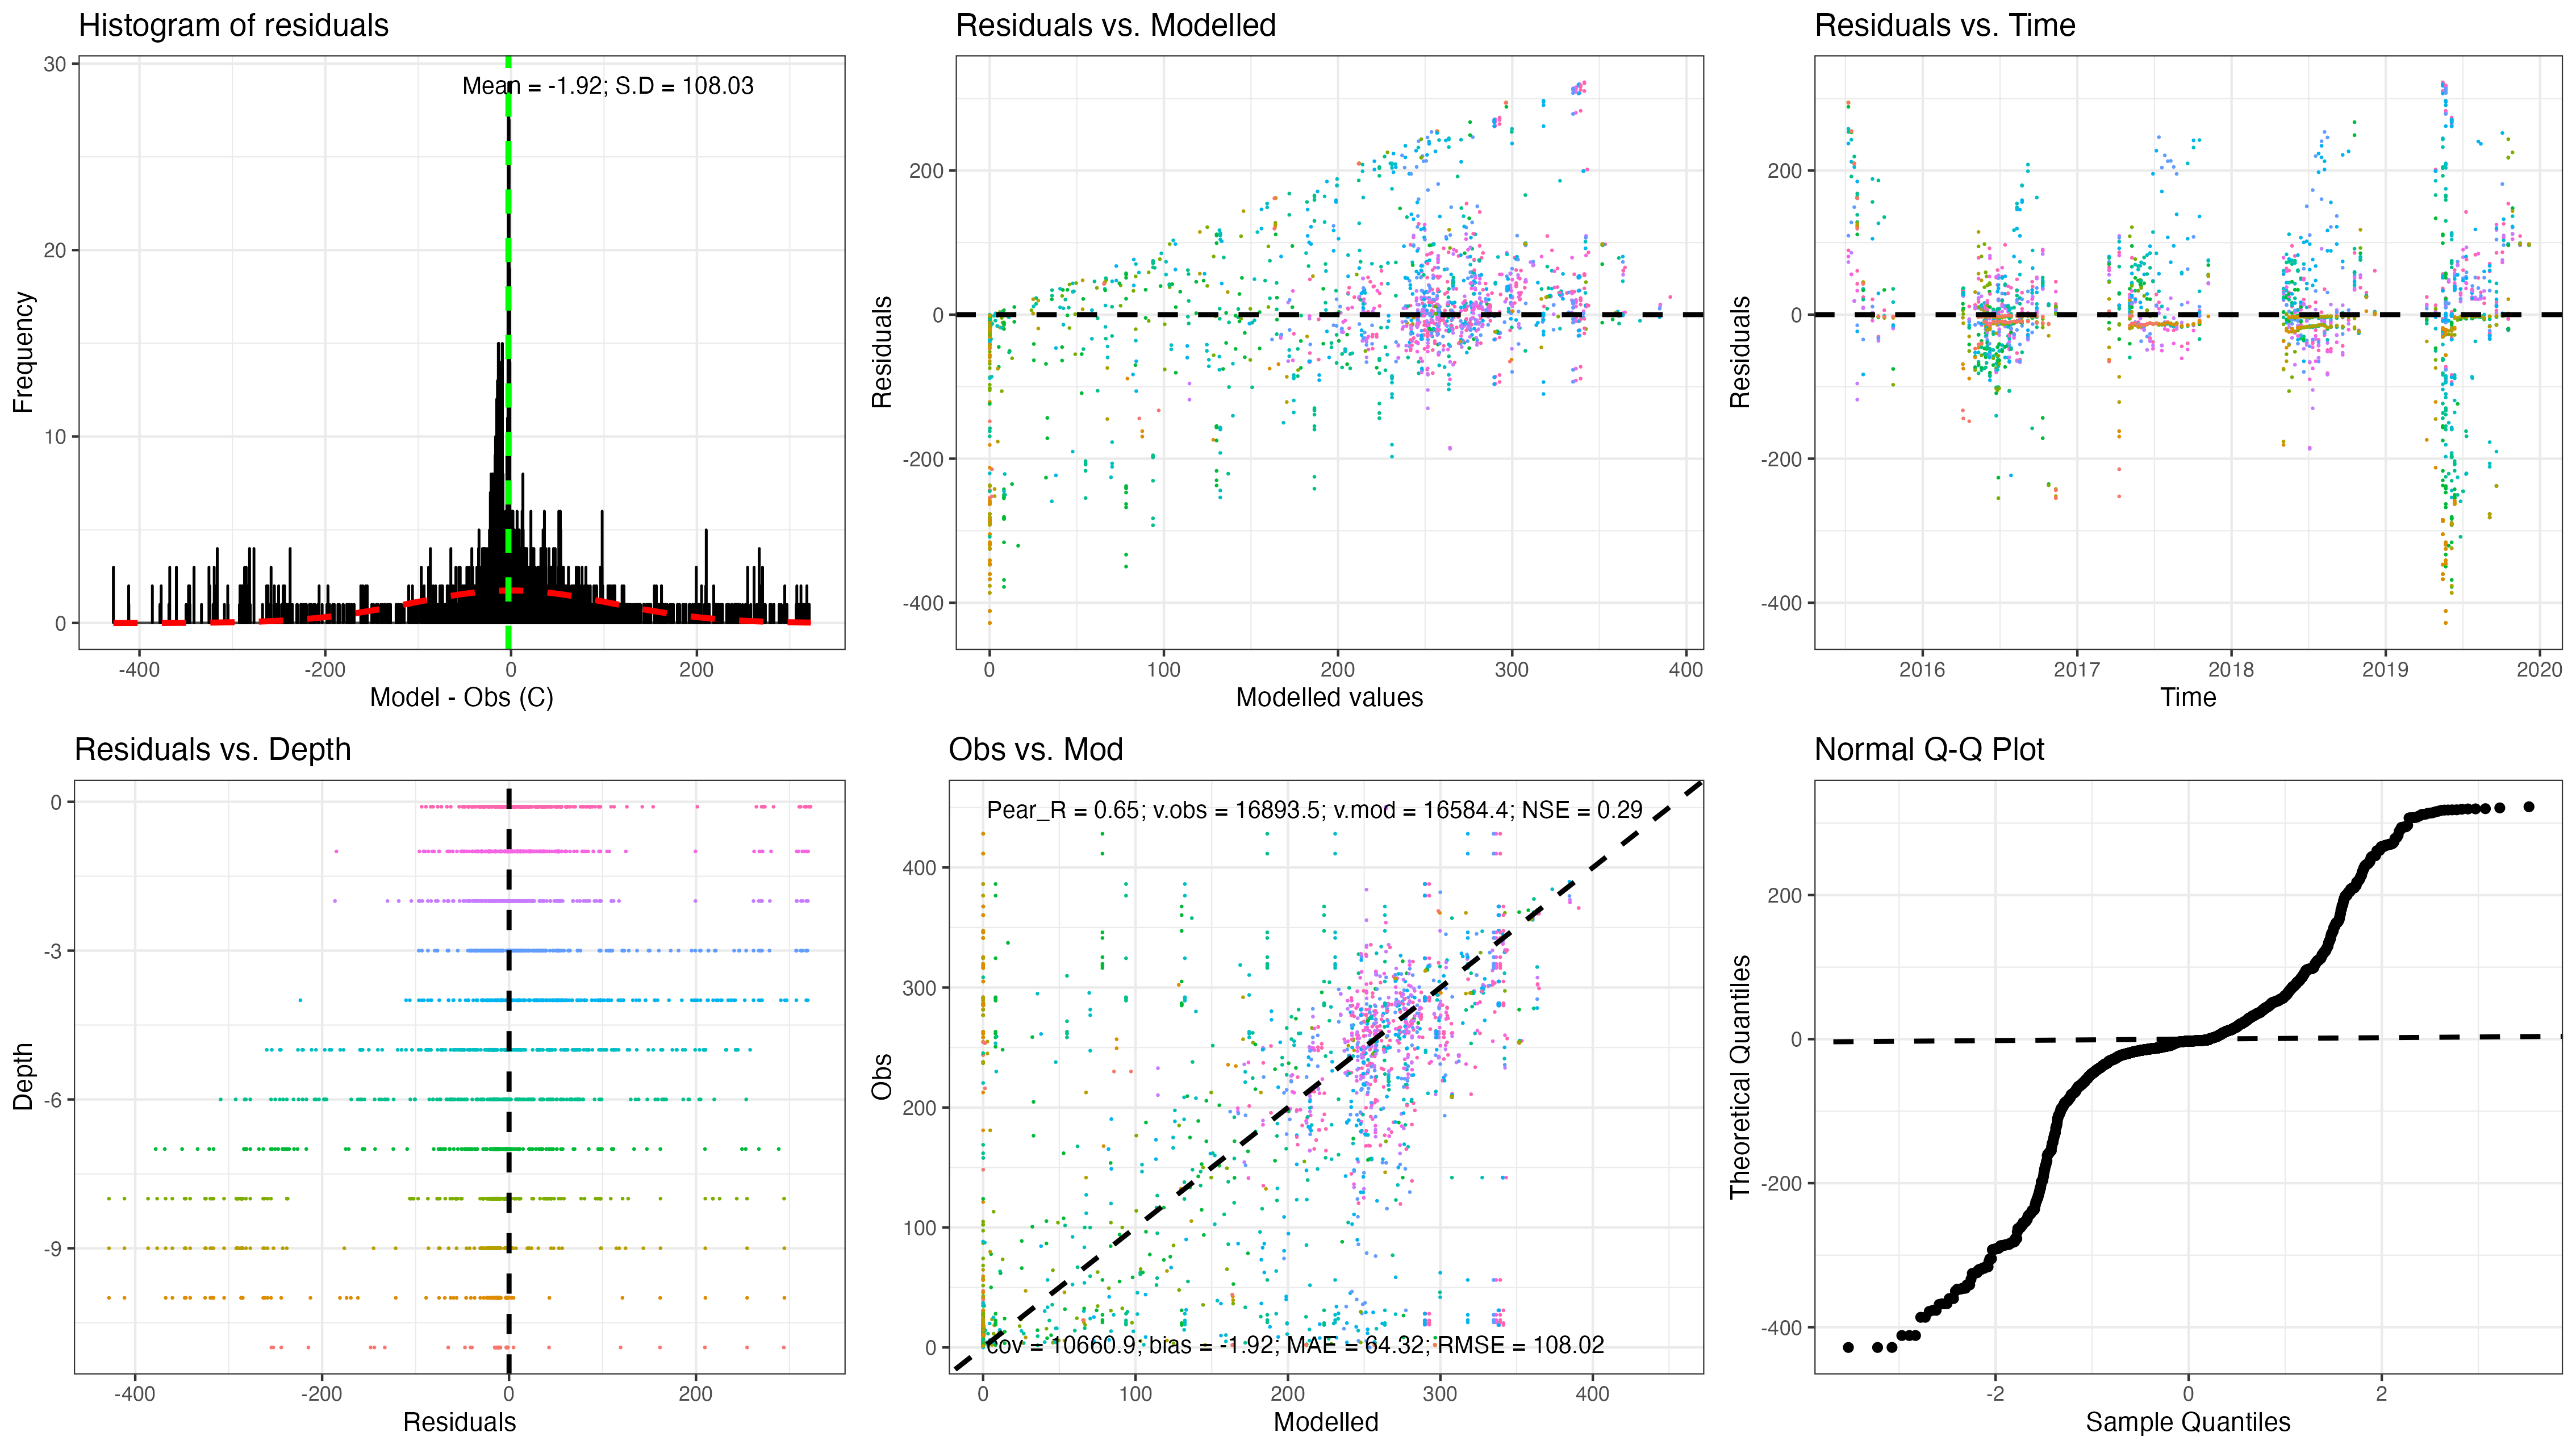 Histogram of residuals
Mean = -1.92; S.D = 108.03
Frequency
30
20
10
0
-400
-200
0
200
Model - Obs (C)
Residuals vs. Modelled
Residuals
200
0
-200
-400
0
100
200
300
400
Modelled values
Residuals vs. Time
Residuals
200
0
-200
-400
2016
2017
2018
2019
2020
Time
Residuals vs. Depth
Depth
0
-3
-6
-9
-400
-200
0
200
Residuals
Obs vs. Mod
Pear_R = 0.65; v.obs = 16893.5; v.mod = 16584.4; NSE = 0.29
Obs
400
300
200
100
0
cov = 10660.9; bias = -1.92; MAE = 64.32; RMSE = 108.02
0
100
200
300
400
Modelled
Normal Q-Q Plot
Theoretical Quantiles
200
0
-200
-400
-2
0
2
Sample Quantiles